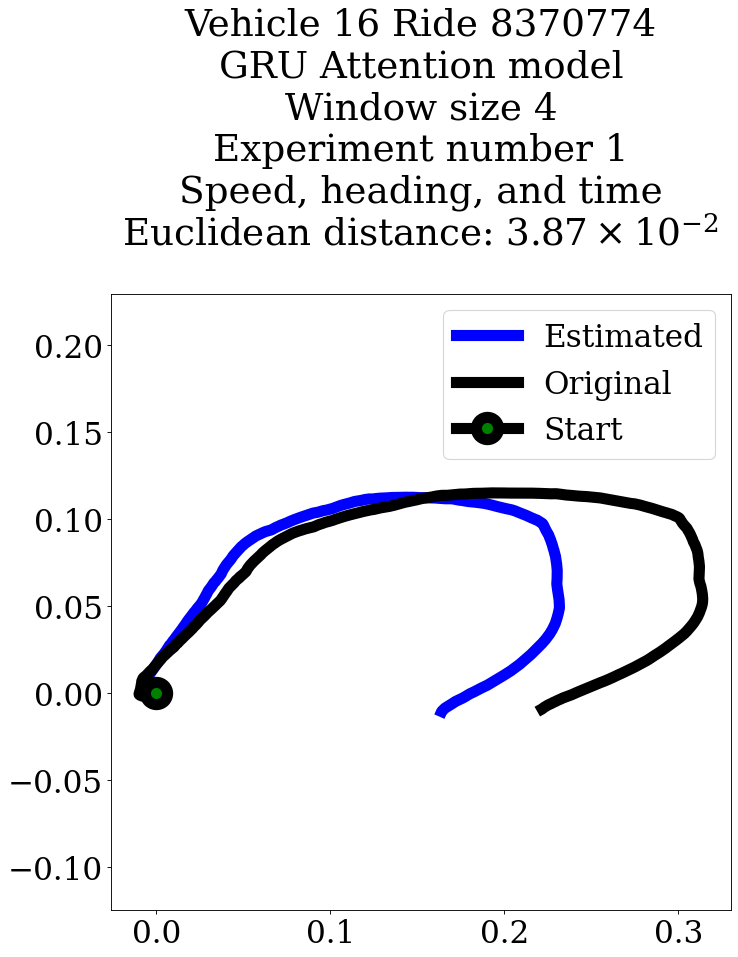 Vehicle 16 Ride 8370774
GRU Attention model
Window size 4
Experiment number 1
Speed, heading, and time
Euclidean distance: 3.87 × 10⁻²
Estimated
Original
Start
0.20
0.15
0.10
0.05
0.00
−0.05
−0.10
0.0 0.1 0.2 0.3